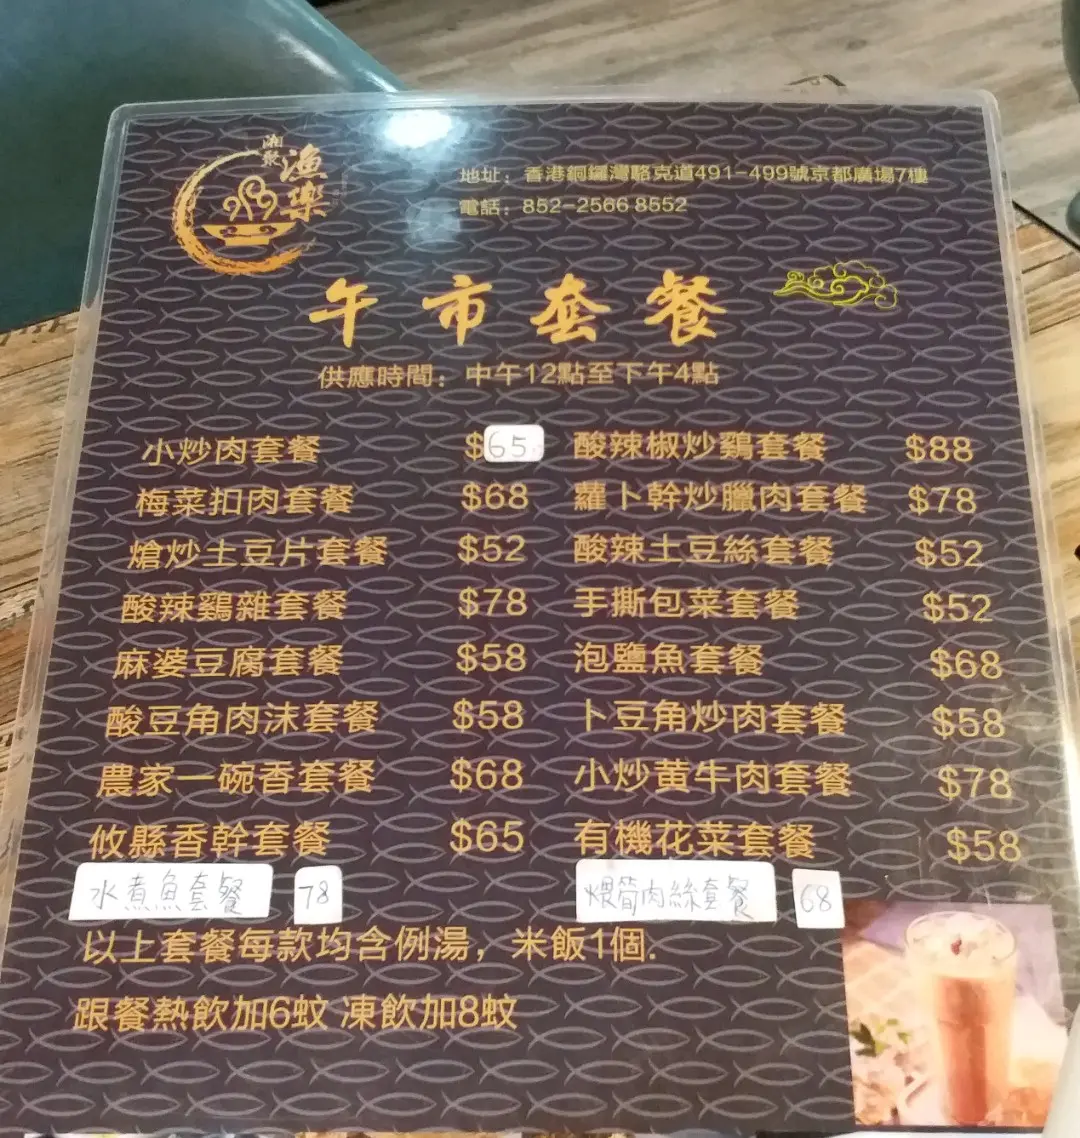 湘聚
漁樂
地址：香港銅鑼灣駱克道491-499號京都廣場7樓
電話：852-2566 8552
午市套餐
供應時間：中午12點至下午4點
小炒肉套餐 $65 酸辣椒炒鷄套餐 $88
梅菜扣肉套餐 $68 蘿卜幹炒臘肉套餐 $78
熗炒土豆片套餐 $52 酸辣土豆絲套餐 $52
酸辣鷄雜套餐 $78 手撕包菜套餐 $52
麻婆豆腐套餐 $58 泡鹽魚套餐 $68
酸豆角肉沫套餐 $58 卜豆角炒肉套餐 $58
農家一碗香套餐 $68 小炒黄牛肉套餐 $78
攸縣香幹套餐 $65 有機花菜套餐 $58
水煮魚套餐 78 煨筍肉絲套餐 68
以上套餐每款均含例湯，米飯1個.
跟餐熱飲加6蚊 凍飲加8蚊